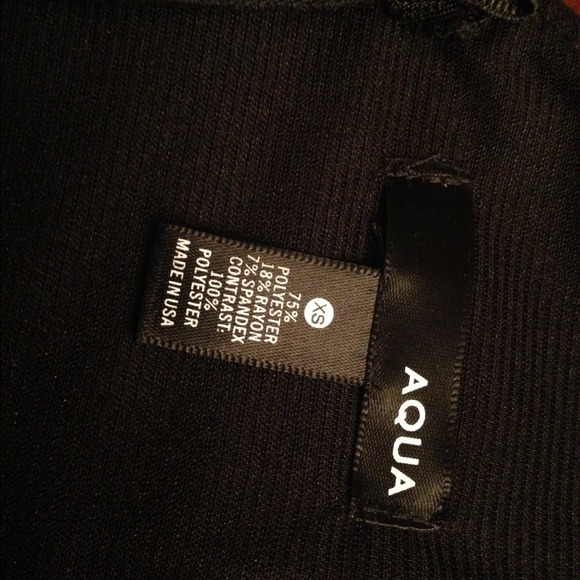 AQUA
XS
75%
POLYESTER
18% RAYON
7% SPANDEX
CONTRAST:
100%
POLYESTER
MADE IN USA